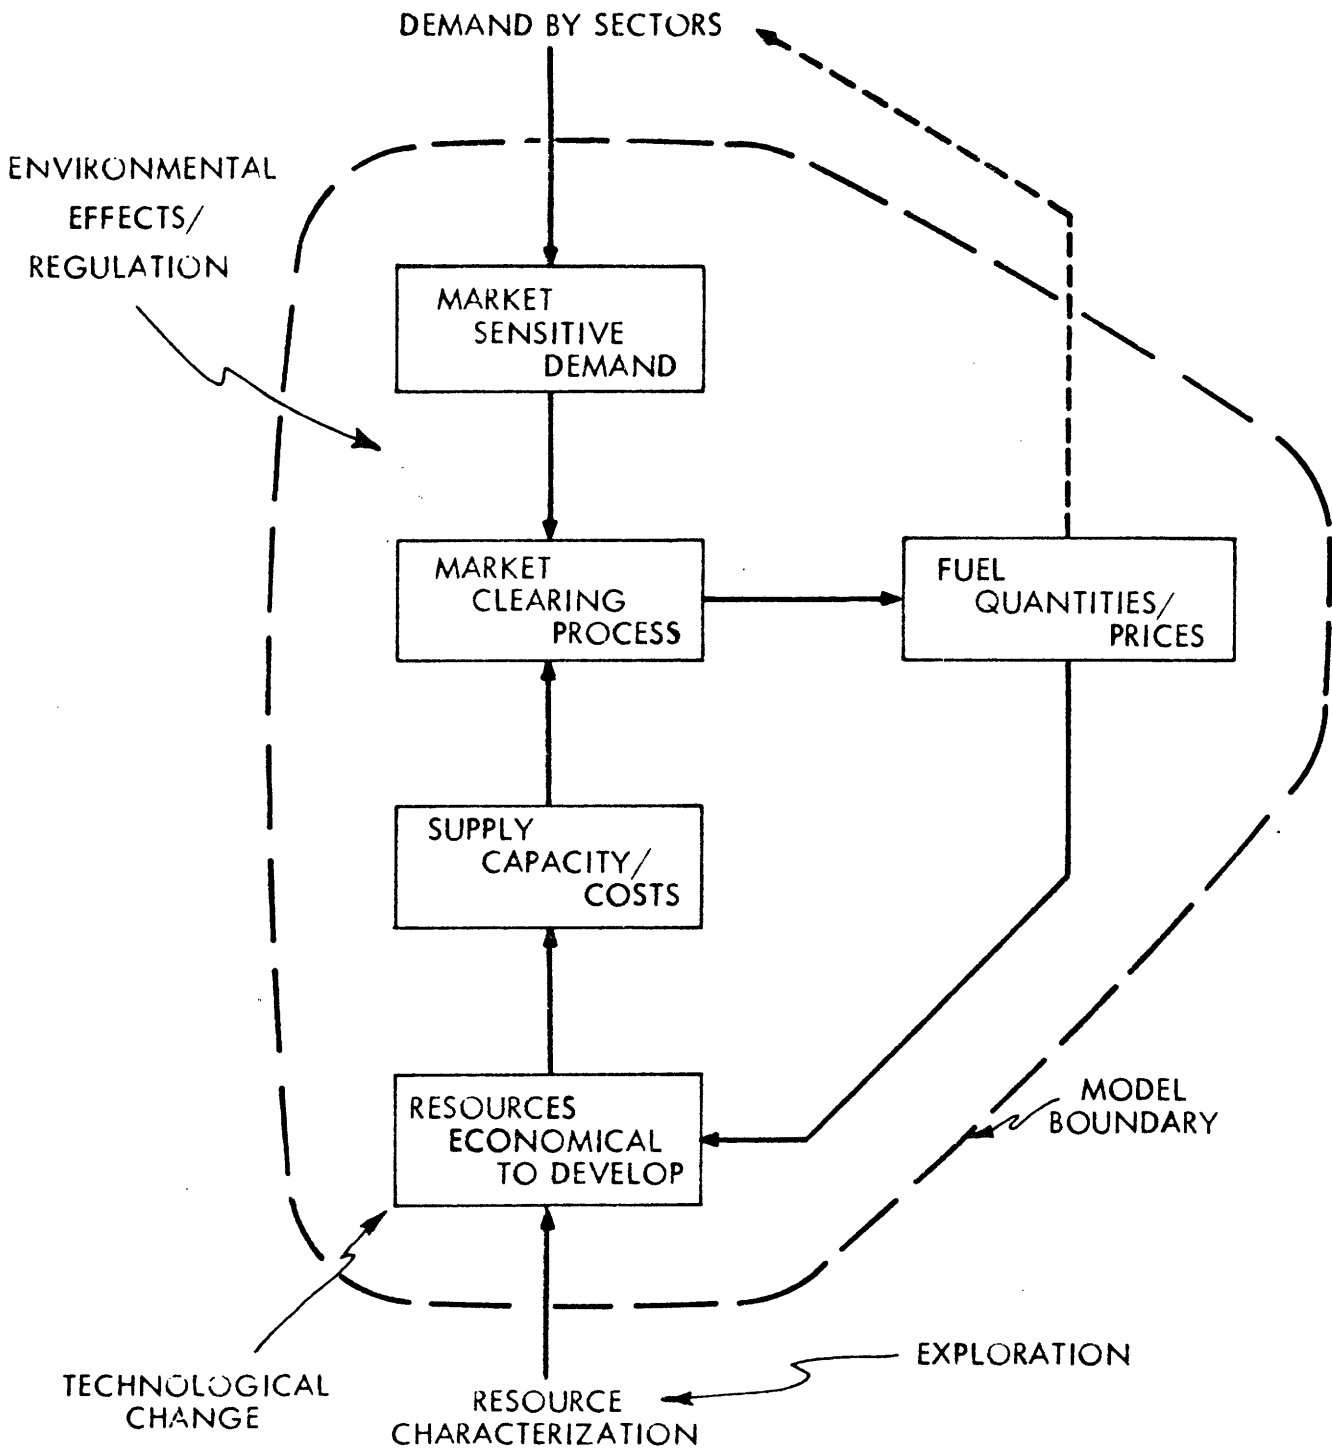 DEMAND BY SECTORS
ENVIRONMENTAL
EFFECTS/
REGULATION
MARKET
SENSITIVE
DEMAND
MARKET
CLEARING
PROCESS
FUEL
QUANTITIES/
PRICES
SUPPLY
CAPACITY/
COSTS
RESOURCES
ECONOMICAL
TO DEVELOP
MODEL
BOUNDARY
TECHNOLOGICAL
CHANGE
RESOURCE
CHARACTERIZATION
EXPLORATION